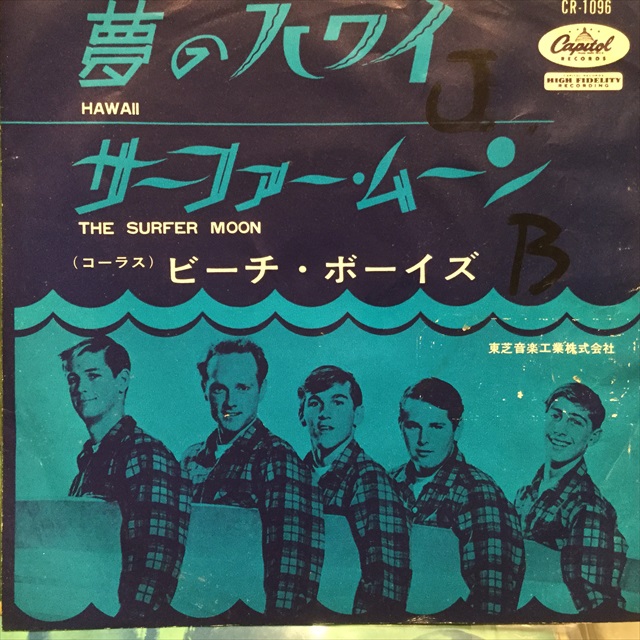 CR-1096
夢のハワイ
Capitol
RECORDS
HIGH FIDELITY
RECORDING
HAWAII
J
サーファー・ムーン
THE SURFER MOON
B
(コーラス) ビーチ・ボーイズ
東芝音楽工業株式会社